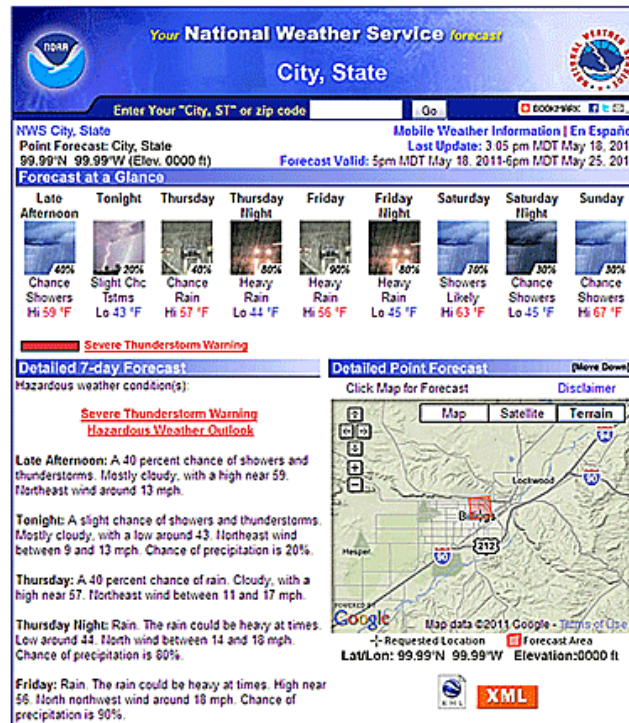 NOAA
Your National Weather Service forecast
City, State
NATIONAL WEATHER SERVICE
Enter Your "City, ST" or zip code
Go
BOOKMARK
NWS City, State
Mobile Weather Information | En Españo
Point Forecast: City, State
Last Update: 3:05 pm MDT May 18, 201
99.99°N 99.99°W (Elev. 0000 ft)
Forecast Valid: 5pm MDT May 18, 2011-6pm MDT May 25, 201
Forecast at a Glance
Late Afternoon
Tonight
Thursday
Thursday Night
Friday
Friday Night
Saturday
Saturday Night
Sunday
40%
20%
40%
80%
90%
80%
70%
30%
30%
Chance Showers
Slight Chc Tstms
Chance Rain
Heavy Rain
Heavy Rain
Heavy Rain
Showers Likely
Chance Showers
Chance Showers
Hi 59 °F
Lo 43 °F
Hi 57 °F
Lo 44 °F
Hi 56 °F
Lo 45 °F
Hi 63 °F
Lo 45 °F
Hi 67 °F
Severe Thunderstorm Warning
Detailed 7-day Forecast
Hazardous weather condition(s):
Severe Thunderstorm Warning
Hazardous Weather Outlook
Late Afternoon: A 40 percent chance of showers and
thunderstorms. Mostly cloudy, with a high near 59.
Northeast wind around 13 mph.
Tonight: A slight chance of showers and thunderstorms.
Mostly cloudy, with a low around 43. Northeast wind
between 9 and 13 mph. Chance of precipitation is 20%.
Thursday: A 40 percent chance of rain. Cloudy, with a
high near 57. Northeast wind between 11 and 17 mph.
Thursday Night: Rain. The rain could be heavy at times.
Low around 44. North wind between 14 and 18 mph.
Chance of precipitation is 80%.
Friday: Rain. The rain could be heavy at times. High near
56. North northwest wind around 18 mph. Chance of
precipitation is 90%.
Detailed Point Forecast
[Move Down]
Click Map for Forecast
Disclaimer
Map
Satellite
Terrain
94
90
Lockwood
Billings
Hesper
90
212
POWERED BY
Google
Map data ©2011 Google - Terms of Use
Requested Location
Forecast Area
Lat/Lon: 99.99°N 99.99°W Elevation:0000 ft
KML
XML